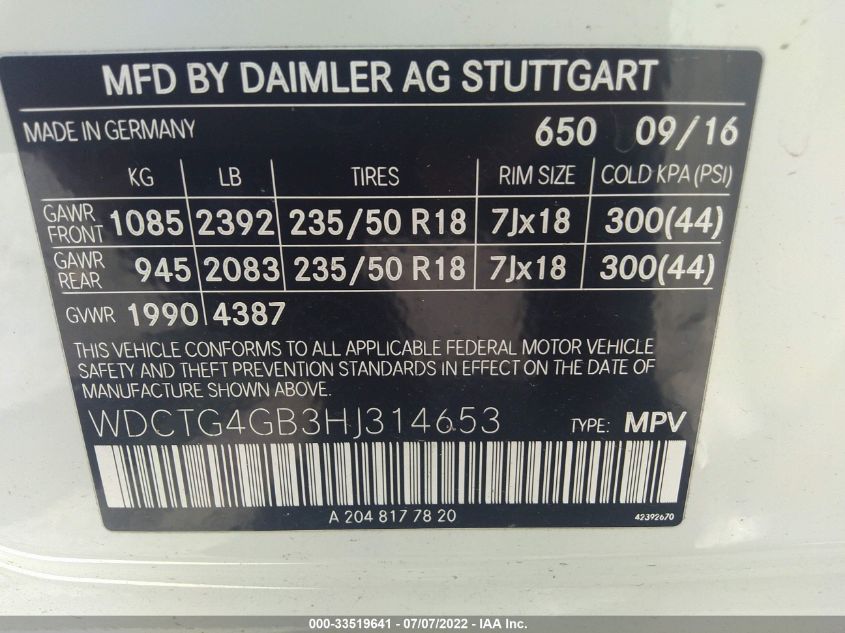 MFD BY DAIMLER AG STUTTGART
MADE IN GERMANY 650 09/16
KG LB TIRES RIM SIZE COLD KPA (PSI)
GAWR FRONT 1085 2392 235/50 R18 7Jx18 300(44)
GAWR REAR 945 2083 235/50 R18 7Jx18 300(44)
GVWR 1990 4387
THIS VEHICLE CONFORMS TO ALL APPLICABLE FEDERAL MOTOR VEHICLE
SAFETY AND THEFT PREVENTION STANDARDS IN EFFECT ON THE DATE OF
MANUFACTURE SHOWN ABOVE.
WDCTG4GB3HJ314653 TYPE: MPV
A 204 817 78 20 42392670
000-33519641 - 07/07/2022 - IAA Inc.